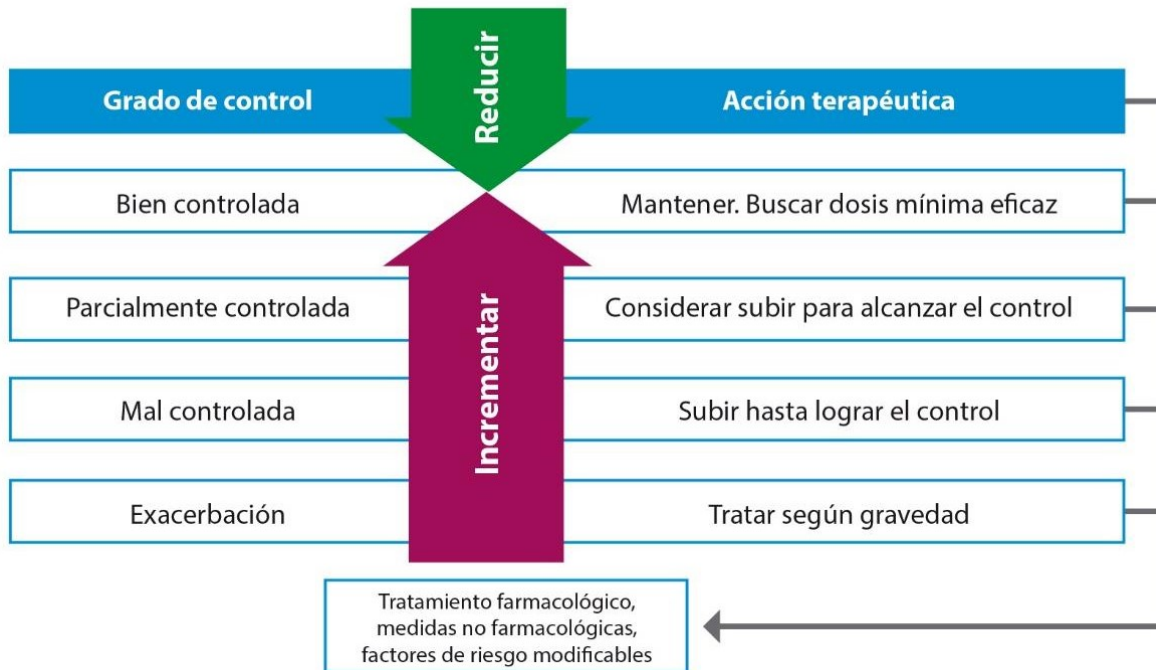 Reducir
Grado de control
Acción terapéutica
Bien controlada
Mantener. Buscar dosis mínima eficaz
Parcialmente controlada
Considerar subir para alcanzar el control
Mal controlada
Subir hasta lograr el control
Exacerbación
Tratar según gravedad
Incrementar
Tratamiento farmacológico,
medidas no farmacológicas,
factores de riesgo modificables